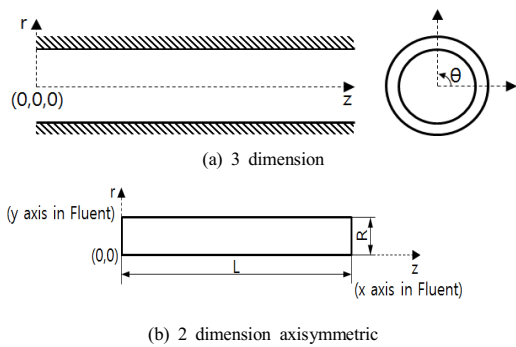 r
θ
(0,0,0)
z
(a) 3 dimension
r
(y axis in Fluent)
R
(0,0)
L
z
(x axis in Fluent)
(b) 2 dimension axisymmetric